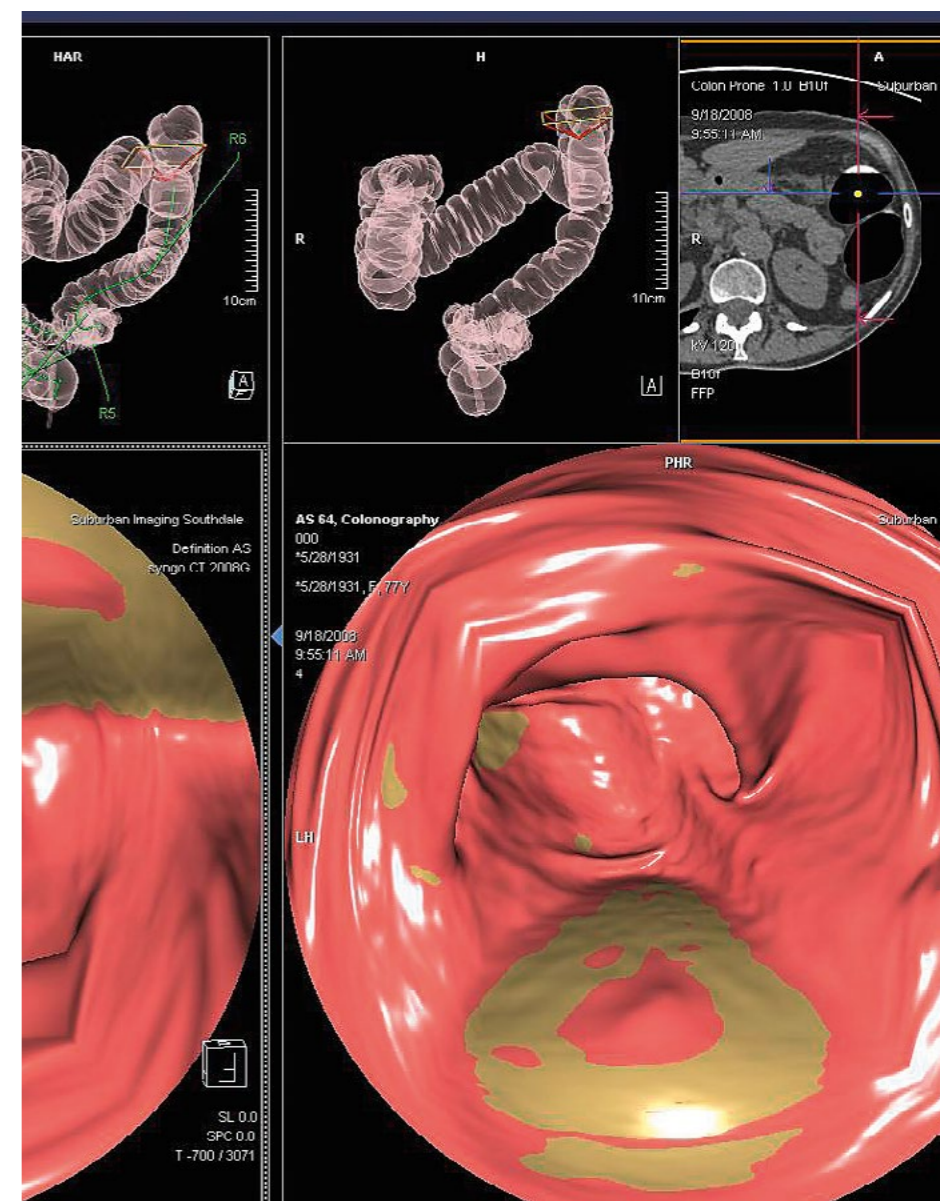 HAR
R6
10cm
A
R5
H
R
10cm
A
A
Colon Prone 1.0 B10f
Suburban
9/18/2008
9:55:11 AM
R
kV 120
B10f
FFP
Suburban Imaging Southdale
Definition AS
syngo CT 2008G
F
SL 0.0
SPC 0.0
T -700 / 3071
PHR
AS 64, Colonography
Suburban
000
*5/28/1931
*5/28/1931, F, 77Y
9/18/2008
9:55:11 AM
4
LH